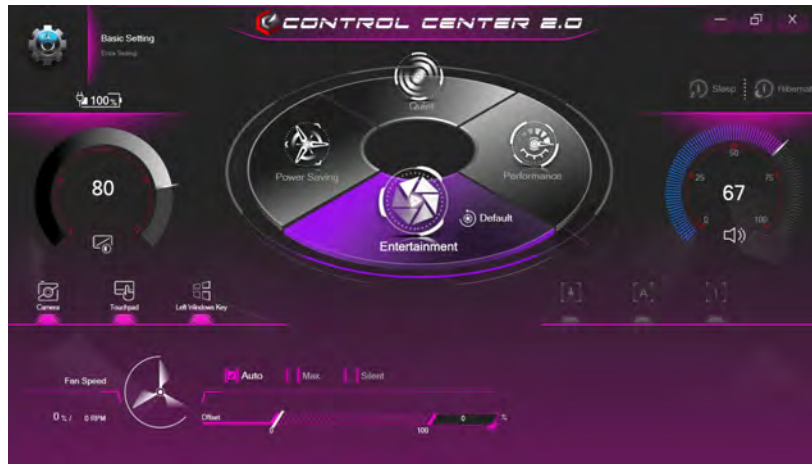 CONTROL CENTER 2.0
Basic Setting
100%
Sleep
Hibernate
Quiet
Power Saving
Performance
Entertainment
Default
80
0
25
50
75
100
67
Camera
Touchpad
Left Windows Key
A
1
Fan Speed
0 % / 0 RPM
Auto
Max.
Silent
Offset
0
100
0
%